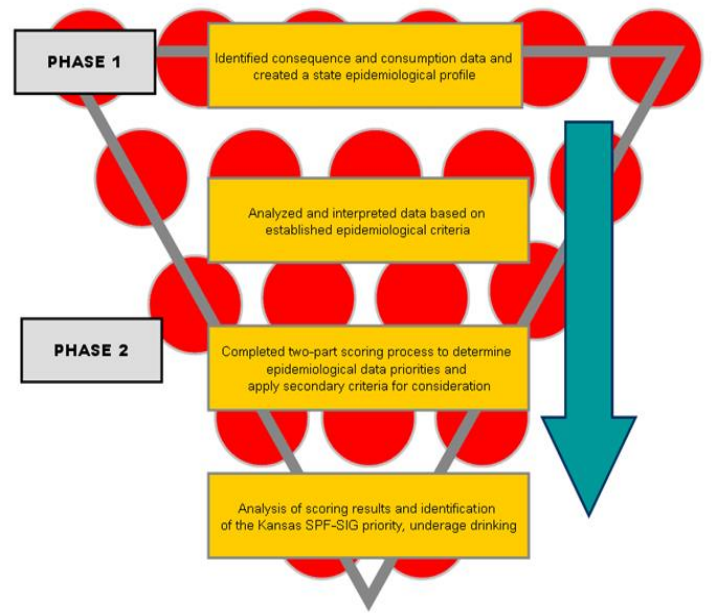 PHASE 1
Identified consequence and consumption data and
created a state epidemiological profile
Analyzed and interpreted data based on
established epidemiological criteria
PHASE 2
Completed two-part scoring process to determine
epidemiological data priorities and
apply secondary criteria for consideration
Analysis of scoring results and identification
of the Kansas SPF-SIG priority, underage drinking